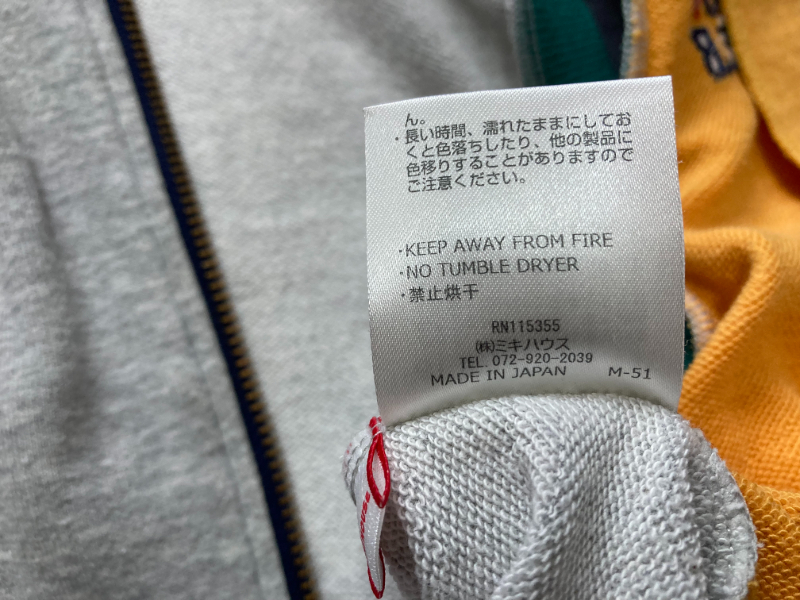 ん。
・長い時間、濡れたままにしてお
くと色落ちしたり、他の製品に
色移りすることがありますので
ご注意ください。
・KEEP AWAY FROM FIRE
・NO TUMBLE DRYER
・禁止烘干
RN115355
㈱ミキハウス
TEL. 072-920-2039
MADE IN JAPAN M-51